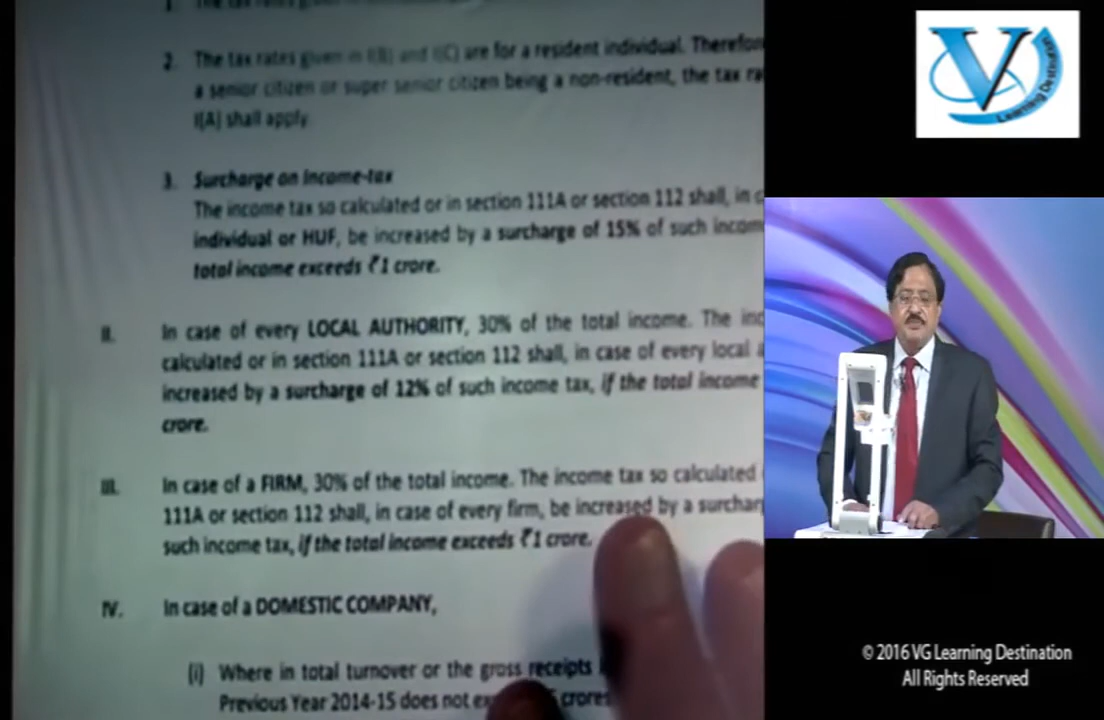 1. The tax rates given
2. The tax rates given in I(B) and I(C) are for a resident individual. Therefor
a senior citizen or super senior citizen being a non-resident, the tax ra
I(A) shall apply
3. Surcharge on Income-tax
The income tax so calculated or in section 111A or section 112 shall, in c
individual or HUF, be increased by a surcharge of 15% of such incom
total income exceeds ₹1 crore.
II. In case of every LOCAL AUTHORITY, 30% of the total income. The inc
calculated or in section 111A or section 112 shall, in case of every local a
increased by a surcharge of 12% of such income tax, if the total income
crore.
III. In case of a FIRM, 30% of the total income. The income tax so calculated
111A or section 112 shall, in case of every firm, be increased by a surchar
such income tax, if the total income exceeds ₹1 crore.
IV. In case of a DOMESTIC COMPANY,
(i) Where in total turnover or the gross receipts
Previous Year 2014-15 does not crores
V
Learning Destination
© 2016 VG Learning Destination
All Rights Reserved